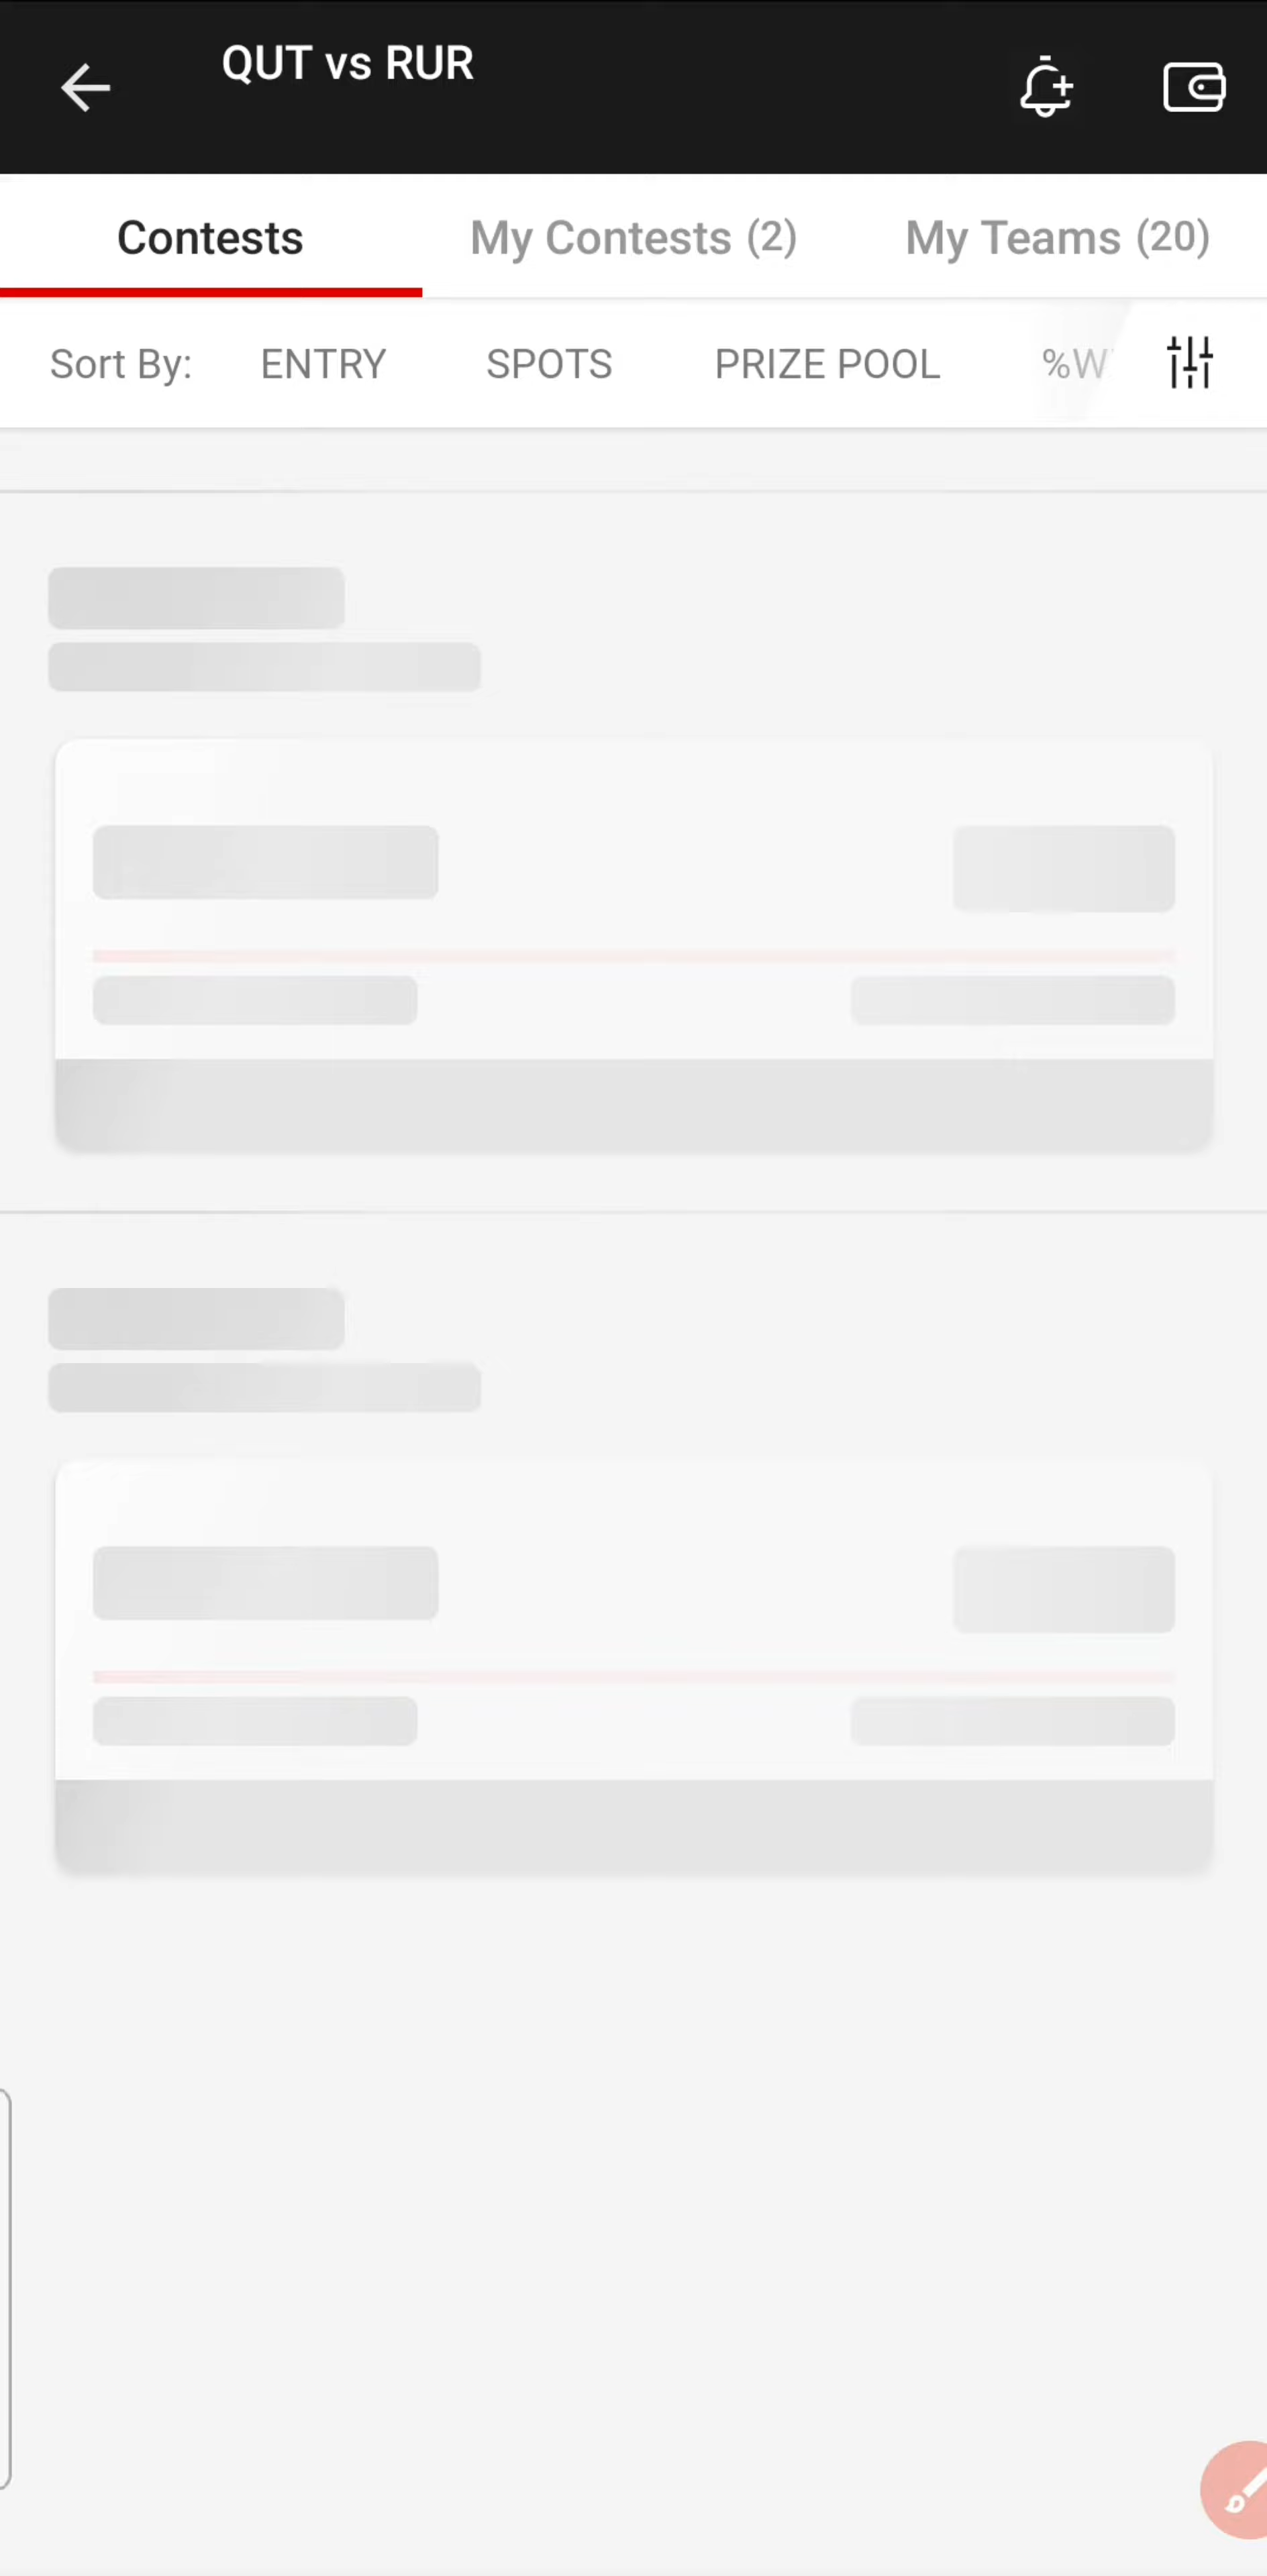 QUT vs RUR
Contests My Contests (2) My Teams (20)
Sort By: ENTRY SPOTS PRIZE POOL %W